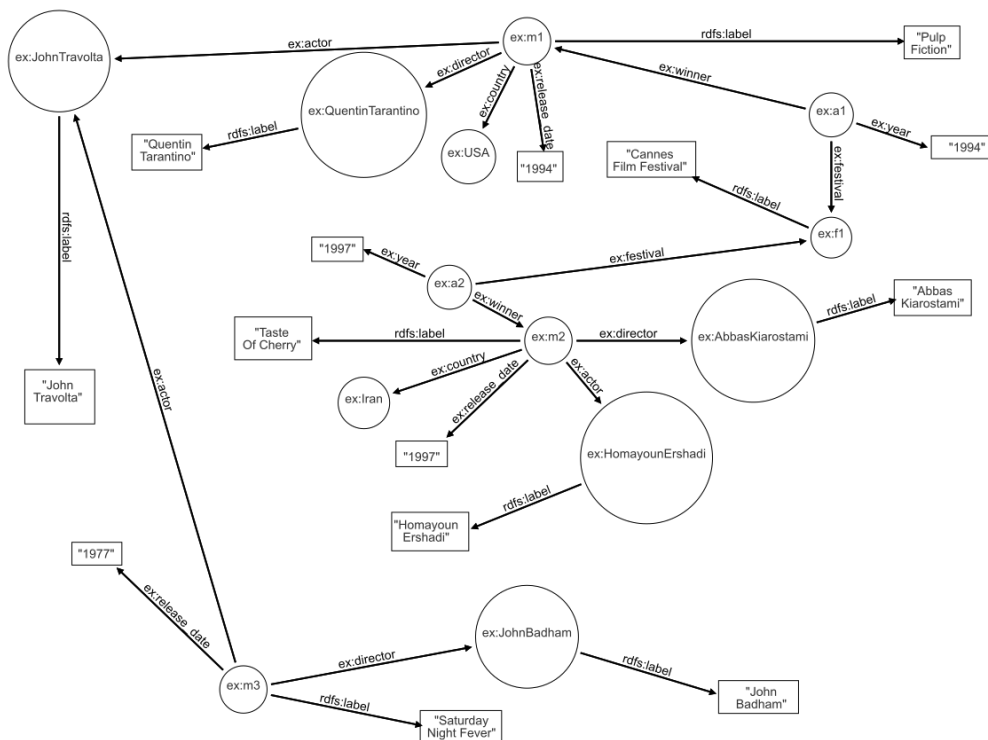 ex:JohnTravolta
ex:actor
ex:m1
rdfs:label
"Pulp
Fiction"
ex:director
ex:country
ex:release_date
ex:winner
ex:QuentinTarantino
rdfs:label
"Quentin
Tarantino"
ex:USA
"1994"
ex:a1
ex:year
"1994"
"Cannes
Film Festival"
ex:festival
rdfs:label
ex:f1
rdfs:label
"1997"
ex:year
ex:festival
ex:a2
ex:winner
"Taste
Of Cherry"
rdfs:label
ex:m2
ex:director
ex:AbbasKiarostami
rdfs:label
"Abbas
Kiarostami"
ex:country
ex:Iran
ex:release_date
ex:actor
"1997"
ex:HomayounErshadi
rdfs:label
"Homayoun
Ershadi"
"John
Travolta"
ex:actor
"1977"
ex:release_date
ex:m3
ex:director
ex:JohnBadham
rdfs:label
"John
Badham"
rdfs:label
"Saturday
Night Fever"